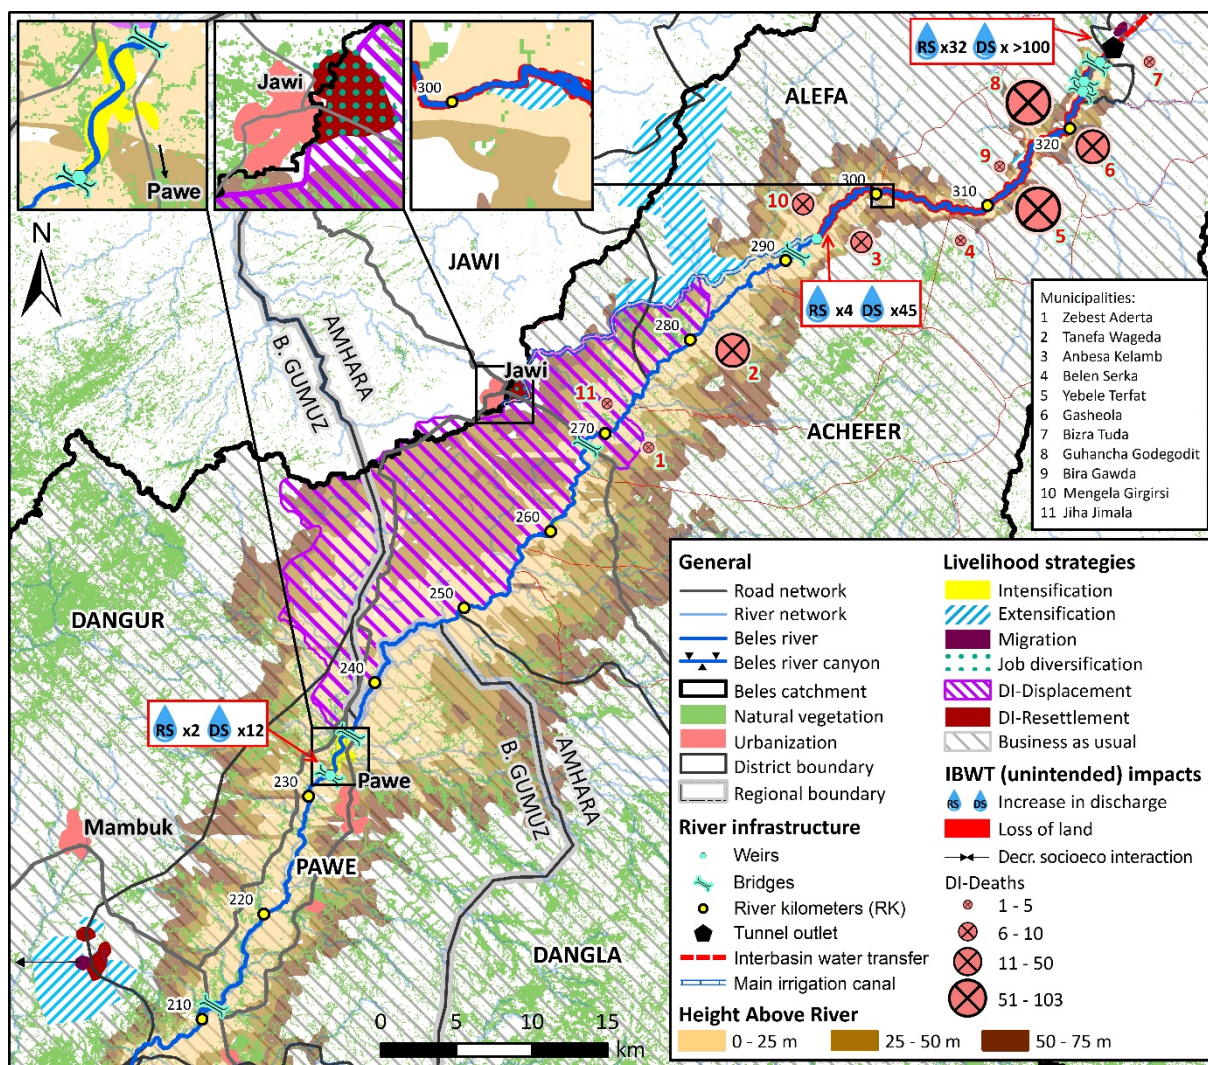 Pawe
Jawi
300
RS x32 DS x >100
ALEFA
8
7
320
6
9
300
310
10
5
3
4
290
RS x4 DS x45
N
JAWI
AMHARA
B. GUMUZ
280
2
Jawi
11
270
1
ACHEFER
260
250
DANGUR
240
RS x2 DS x12
230
Pawe
AMHARA
B. GUMUZ
Mambuk
PAWE
220
DANGLA
210
0 5 10 15
km
Municipalities:
1 Zebest Aderta
2 Tanefa Wageda
3 Anbesa Kelamb
4 Belen Serka
5 Yebele Terfat
6 Gasheola
7 Bizra Tuda
8 Guhancha Godegodit
9 Bira Gawda
10 Mengela Girgirsi
11 Jiha Jimala
General
Road network
River network
Beles river
Beles river canyon
Beles catchment
Natural vegetation
Urbanization
District boundary
Regional boundary
River infrastructure
Weirs
Bridges
River kilometers (RK)
Tunnel outlet
Interbasin water transfer
Main irrigation canal
Livelihood strategies
Intensification
Extensification
Migration
Job diversification
DI-Displacement
DI-Resettlement
Business as usual
IBWT (unintended) impacts
RS DS Increase in discharge
Loss of land
Decr. socioeco interaction
DI-Deaths
1 - 5
6 - 10
11 - 50
51 - 103
Height Above River
0 - 25 m 25 - 50 m 50 - 75 m